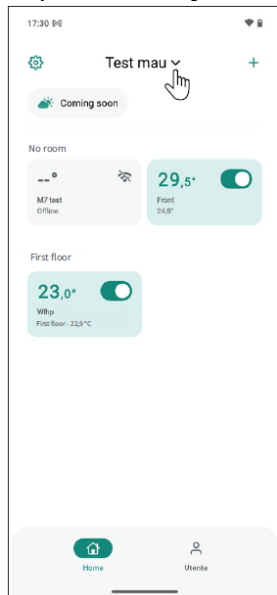 17:30
Test mau
+
Coming soon
No room
--°
M7 test
Offline
29,5°
Front
24,8°
First floor
23,0°
Wlhp
First floor - 22,9°C
Home
Utente